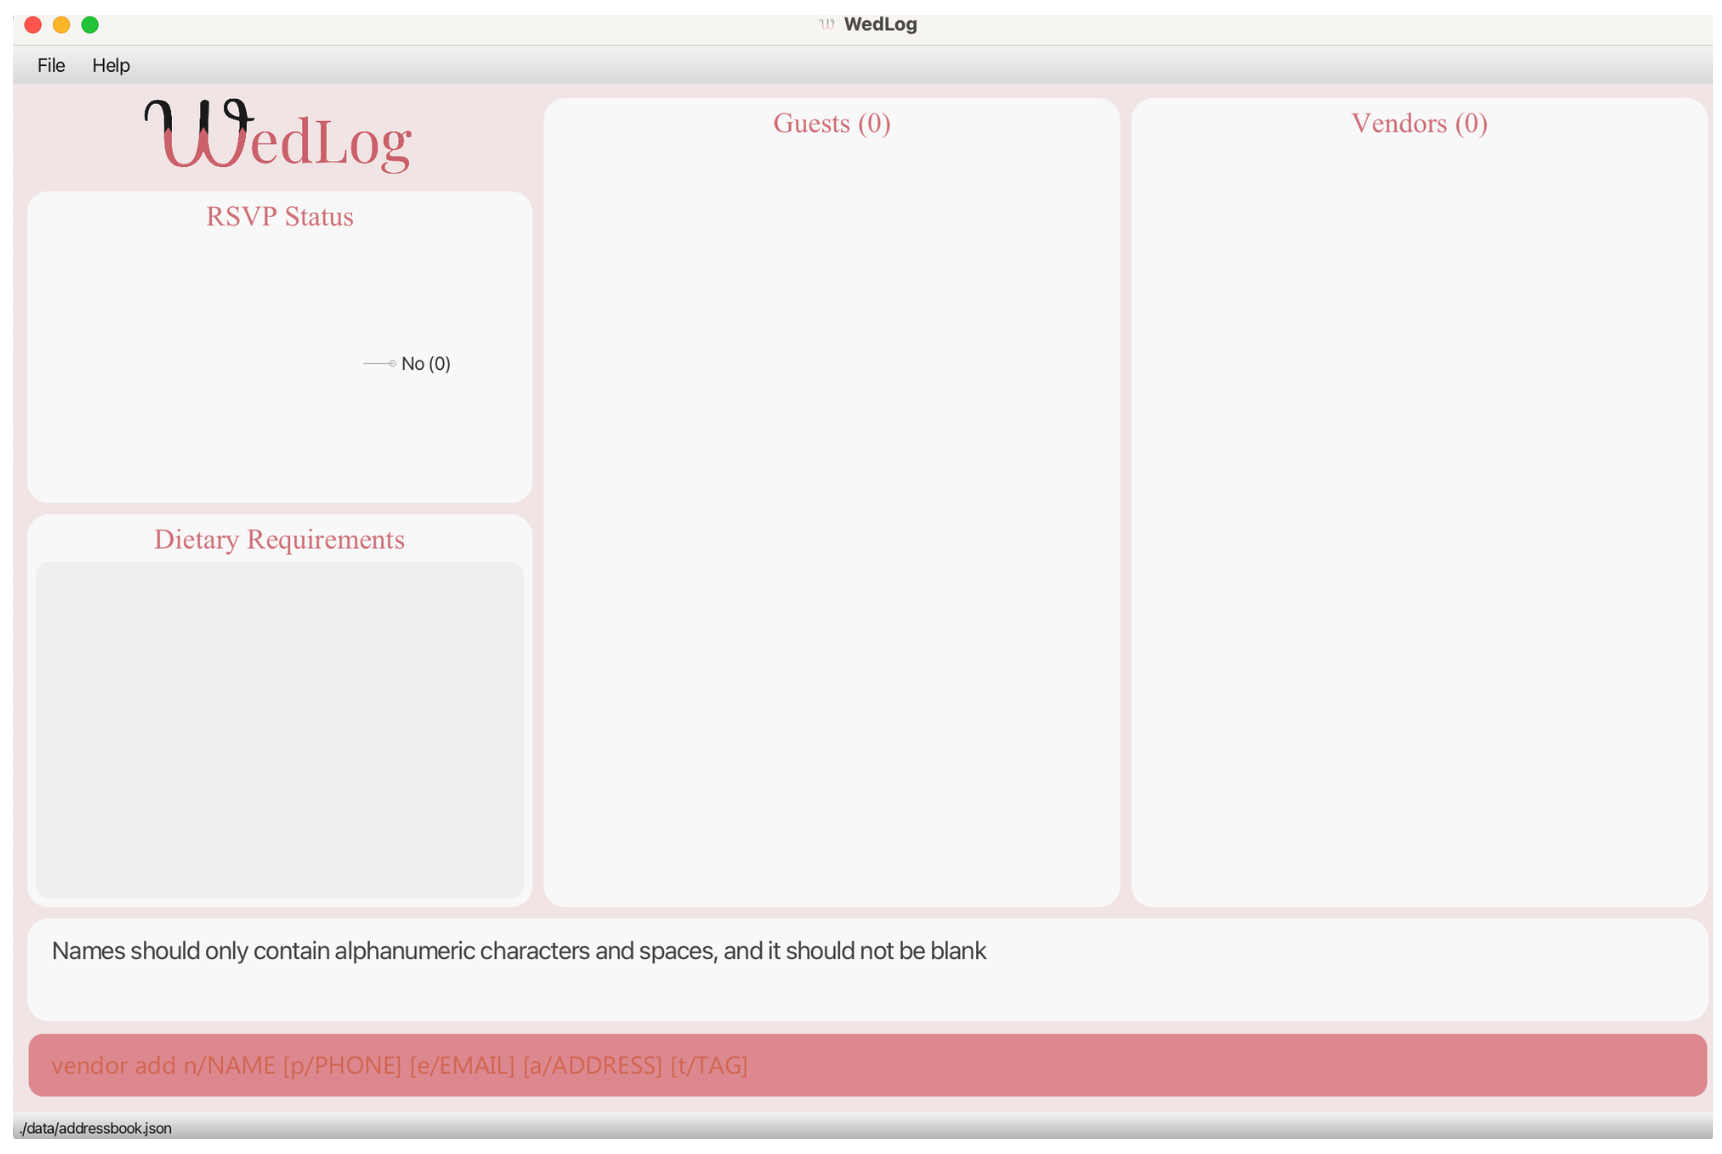 WedLog
File Help
WedLog
RSVP Status
No (0)
Dietary Requirements
Guests (0)
Vendors (0)
Names should only contain alphanumeric characters and spaces, and it should not be blank
vendor add n/NAME [p/PHONE] [e/EMAIL] [a/ADDRESS] [t/TAG]
./data/addressbook.json